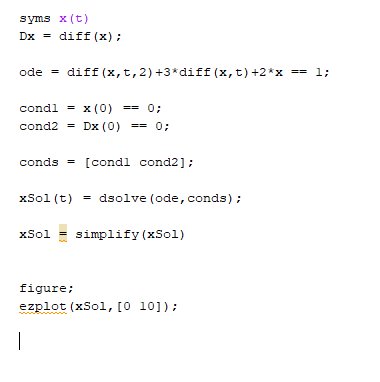 syms x(t)
Dx = diff(x);
ode = diff(x,t,2)+3*diff(x,t)+2*x == 1;
cond1 = x(0) == 0;
cond2 = Dx(0) == 0;
conds = [cond1 cond2];
xSol(t) = dsolve(ode,conds);
xSol = simplify(xSol)
figure;
ezplot(xSol,[0 10]);